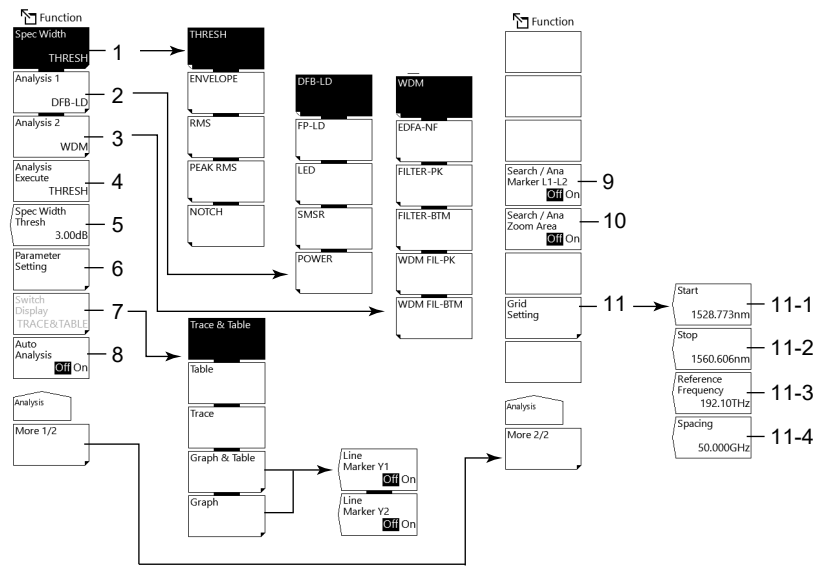 Function
Spec Width
THRESH
1
Analysis 1
DFB-LD
2
Analysis 2
WDM
3
Analysis
Execute
THRESH
4
Spec Width
Thresh
3.00dB
5
Parameter
Setting
6
Switch
Display
TRACE&TABLE
7
Auto
Analysis
Off On
8
Analysis
More 1/2
THRESH
ENVELOPE
RMS
PEAK RMS
NOTCH
Trace & Table
Table
Trace
Graph & Table
Graph
DFB-LD
FP-LD
LED
SMSR
POWER
Line
Marker Y1
Off On
Line
Marker Y2
Off On
WDM
EDFA-NF
FILTER-PK
FILTER-BTM
WDM FIL-PK
WDM FIL-BTM
Function
Search / Ana
Marker L1-L2
Off On
9
Search / Ana
Zoom Area
Off On
10
Grid
Setting
11
Analysis
More 2/2
Start
1528.773nm
11-1
Stop
1560.606nm
11-2
Reference
Frequency
192.10THz
11-3
Spacing
50.000GHz
11-4